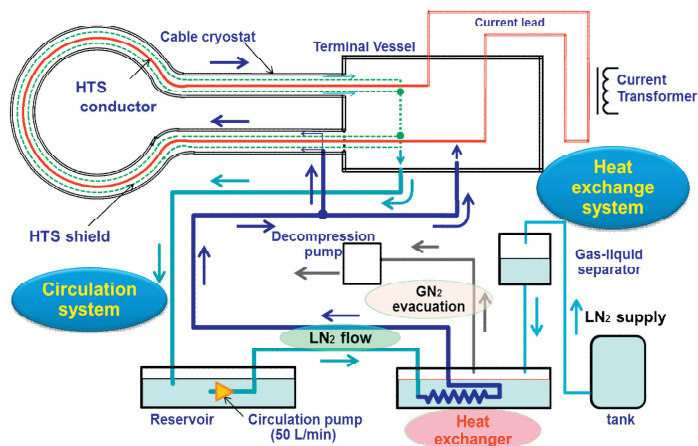 Current lead
Cable cryostat
Terminal Vessel
HTS
conductor
Current
Transformer
Heat
exchange
system
HTS shield
Decompression
pump
Gas-liquid
separator
Circulation
system
GN2
evacuation
LN2 supply
LN2 flow
Reservoir
Circulation pump
(50 L/min)
Heat
exchanger
tank